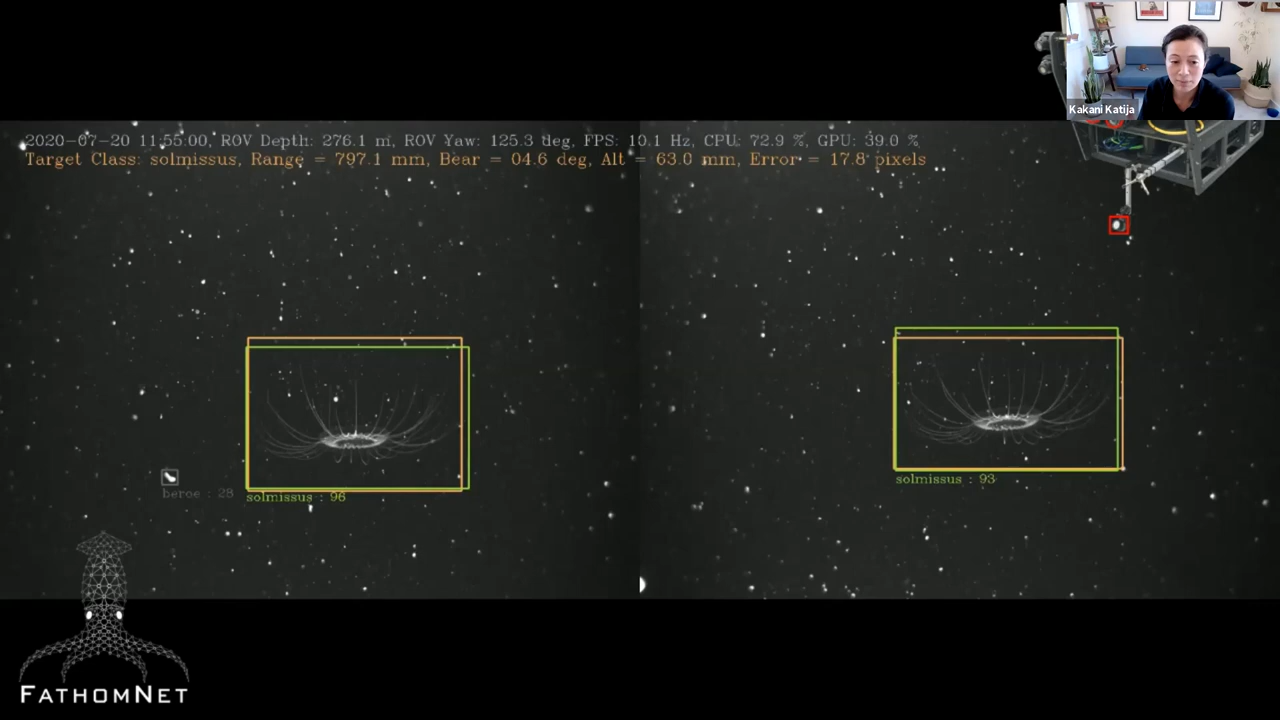 Kakani Katija
2020-07-20 11:55:00, ROV Depth: 276.1 m, ROV Yaw: 125.3 deg, FPS: 10.1 Hz, CPU: 72.9 %, GPU: 39.0 %
Target Class: solmissus, Range = 797.1 mm, Bear = 04.6 deg, Alt = 63.0 mm, Error = 17.8 pixels
solmissus : 93
beroe : 28
solmissus : 96
FATHOMNET